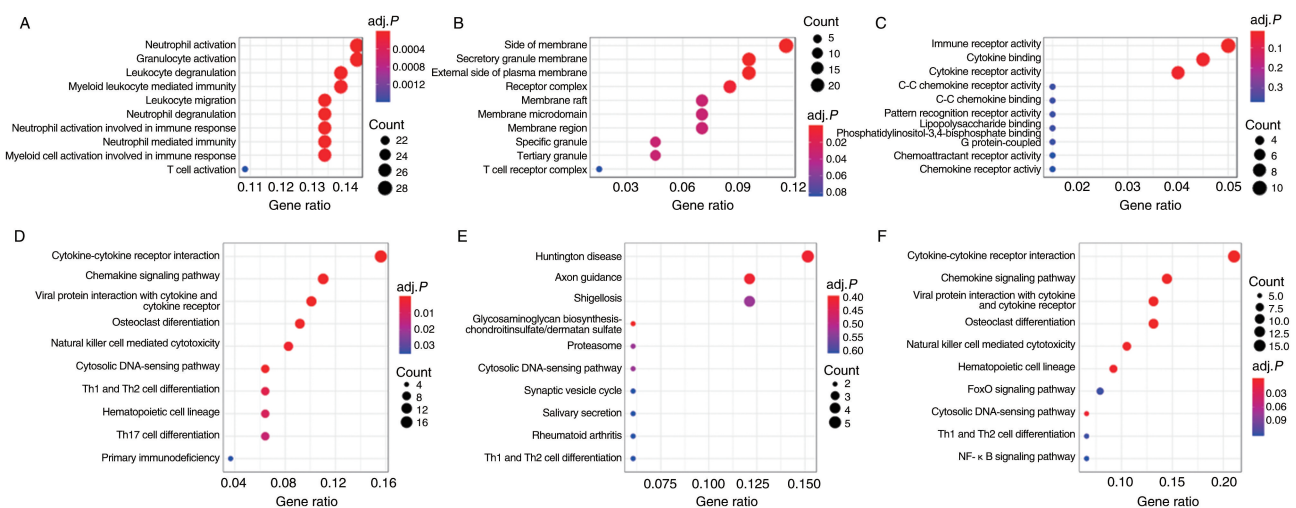 A
Neutrophil activation
Granulocyte activation
Leukocyte degranulation
Myeloid leukocyte mediated immunity
Leukocyte migration
Neutrophil degranulation
Neutrophil activation involved in immune response
Neutrophil mediated immunity
Myeloid cell activation involved in immune response
T cell activation
0.11 0.12 0.13 0.14
Gene ratio
adj.P
0.0004
0.0008
0.0012
Count
22
24
26
28
B
Side of membrane
Secretory granule membrane
External side of plasma membrane
Receptor complex
Membrane raft
Membrane microdomain
Membrane region
Specific granule
Tertiary granule
T cell receptor complex
0.03 0.06 0.09 0.12
Gene ratio
Count
5
10
15
20
adj.P
0.02
0.04
0.06
0.08
C
Immune receptor activity
Cytokine binding
Cytokine receptor activity
C-C chemokine receptor activity
C-C chemokine binding
Pattern recognition receptor activity
Lipopolysaccharide binding
Phosphatidylinositol-3,4-bisphosphate binding
G protein-coupled
Chemoattractant receptor activity
Chemokine receptor activiy
0.02 0.03 0.04 0.05
Gene ratio
adj.P
0.1
0.2
0.3
Count
4
6
8
10
D
Cytokine-cytokine receptor interaction
Chemakine signaling pathway
Viral protein interaction with cytokine and
cytokine receptor
Osteoclast diferentiation
Natural killer cell mediated cytotoxicity
Cytosolic DNA-sensing pathway
Th1 and Th2 cell differentiation
Hematopoietic cell lineage
Th17 cell differentiation
Primary immunodeficiency
0.04 0.08 0.12 0.16
Gene ratio
adj.P
0.01
0.02
0.03
Count
4
8
12
16
E
Huntington disease
Axon guidance
Shigellosis
Glycosaminoglycan biosynthesis-
chondroitinsulfate/dermatan sulfate
Proteasome
Cytosolic DNA-sensing pathway
Synaptic vesicle cycle
Salivary secretion
Rheumatoid arthritis
Th1 and Th2 cell differentiation
0.075 0.100 0.125 0.150
Gene ratio
adj.P
0.40
0.45
0.50
0.55
0.60
Count
2
3
4
5
F
Cytokine-cytokine receptor interaction
Chemokine signaling pathway
Viral protein interaction with cytokine
and cytokine receptor
Osteoclast differentiation
Natural killer cell mediated cytotoxicity
Hematopoietic cell lineage
FoxO signaling pathway
Cytosolic DNA-sensing pathway
Th1 and Th2 cell differentiation
NF-κB signaling pathway
0.10 0.15 0.20
Gene ratio
Count
5.0
7.5
10.0
12.5
15.0
adj.P
0.03
0.06
0.09